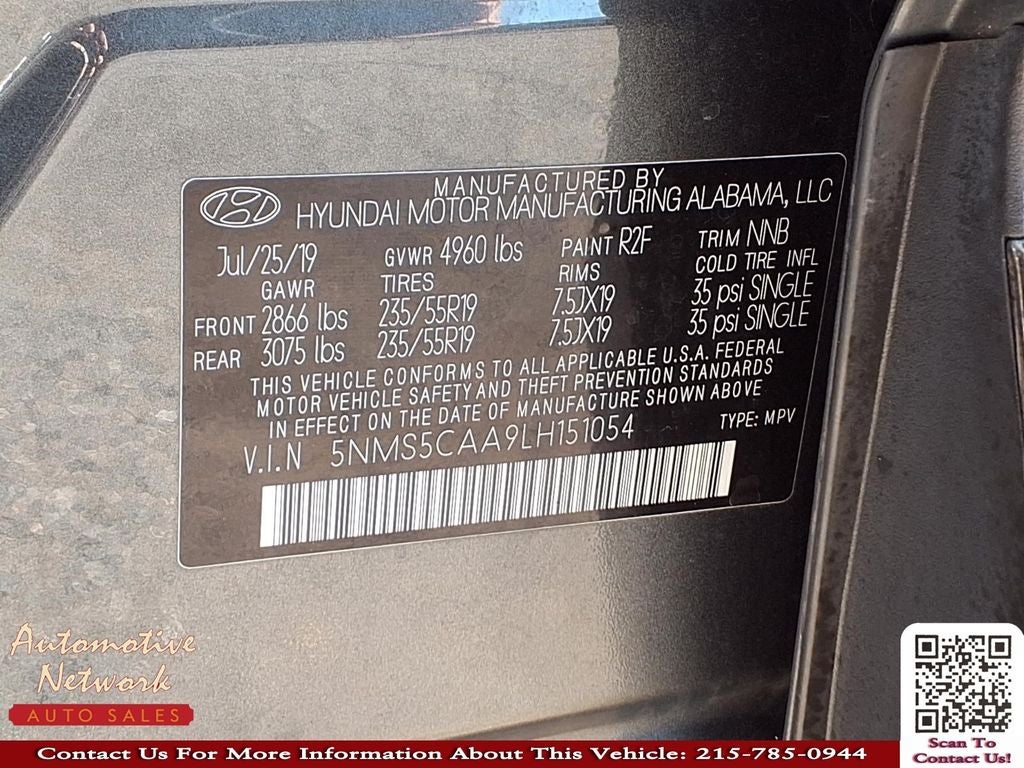 MANUFACTURED BY
HYUNDAI MOTOR MANUFACTURING ALABAMA, LLC
Jul/25/19 GVWR 4960 lbs PAINT R2F TRIM NNB
GAWR TIRES RIMS COLD TIRE INFL
FRONT 2866 lbs 235/55R19 7.5JX19 35 psi SINGLE
REAR 3075 lbs 235/55R19 7.5JX19 35 psi SINGLE
THIS VEHICLE CONFORMS TO ALL APPLICABLE U.S.A. FEDERAL
MOTOR VEHICLE SAFETY AND THEFT PREVENTION STANDARDS
IN EFFECT ON THE DATE OF MANUFACTURE SHOWN ABOVE
V.I.N 5NMS5CAA9LH151054 TYPE: MPV
Automotive
Network
AUTO SALES
Contact Us For More Information About This Vehicle: 215-785-0944
Scan To
Contact Us!